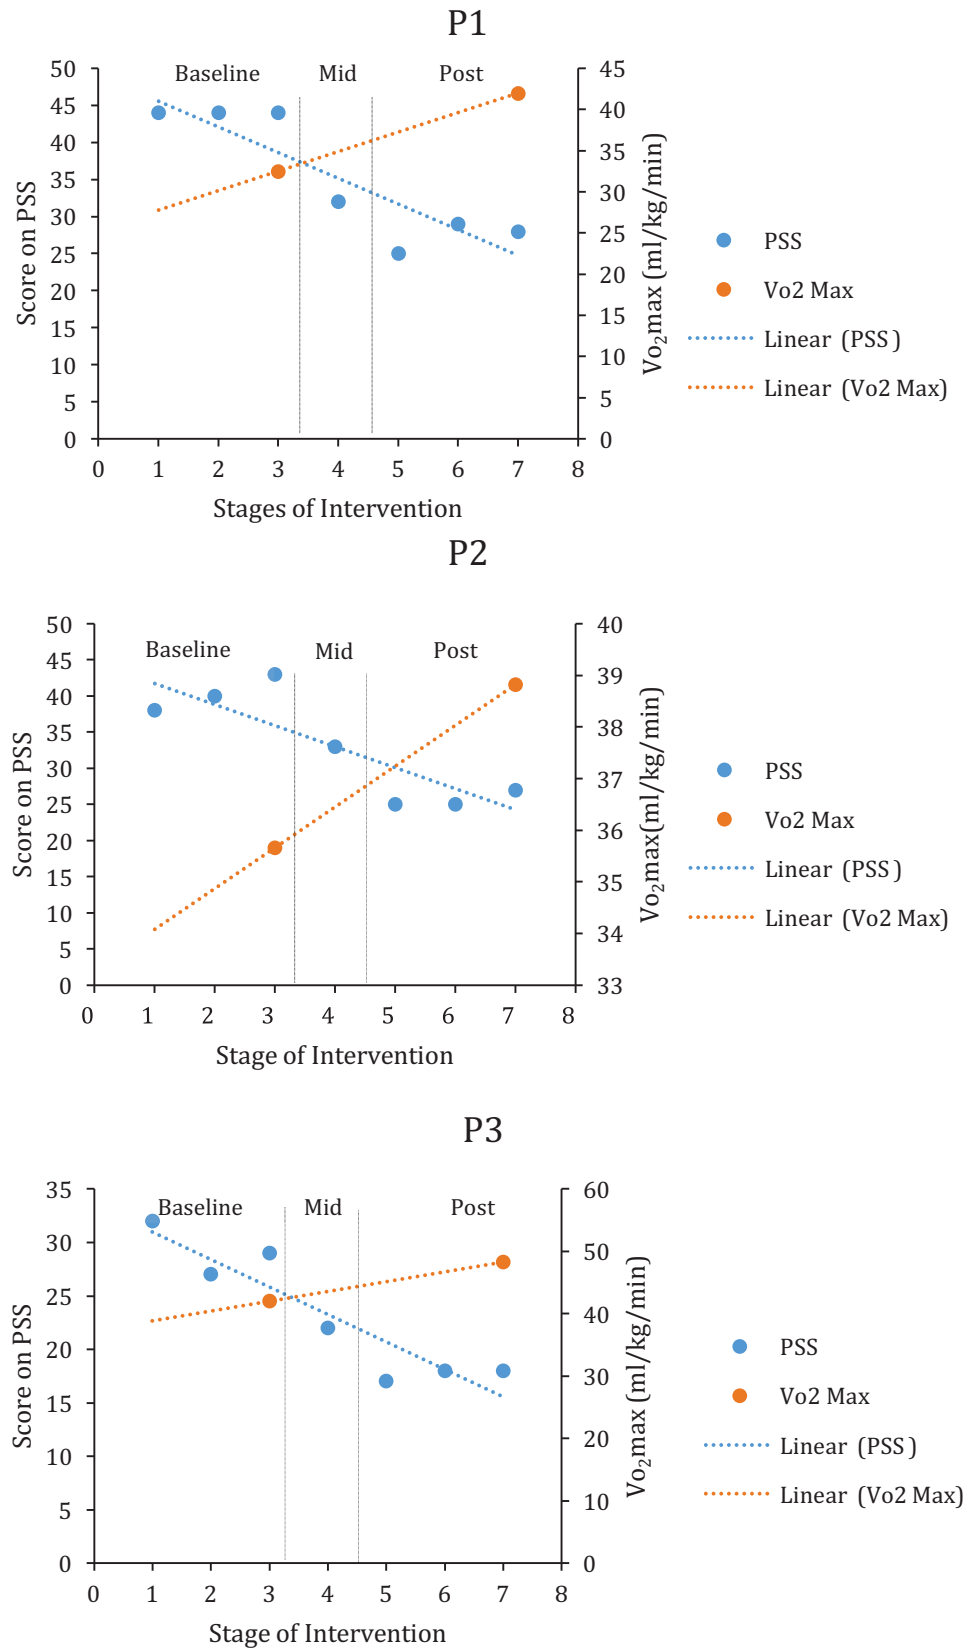 P1
Baseline Mid Post
50
45
40
35
30
25
20
15
10
5
0
Score on PSS
45
40
35
30
25
20
15
10
5
0
Vo₂max (ml/kg/min)
0 1 2 3 4 5 6 7 8
Stages of Intervention
PSS
Vo2 Max
Linear (PSS)
Linear (Vo2 Max)
P2
Baseline Mid Post
50
45
40
35
30
25
20
15
10
5
0
Score on PSS
40
39
38
37
36
35
34
33
Vo₂max(ml/kg/min)
0 1 2 3 4 5 6 7 8
Stage of Intervention
PSS
Vo2 Max
Linear (PSS)
Linear (Vo2 Max)
P3
Baseline Mid Post
35
30
25
20
15
10
5
0
Score on PSS
60
50
40
30
20
10
0
Vo₂max (ml/kg/min)
0 1 2 3 4 5 6 7 8
Stage of Intervention
PSS
Vo2 Max
Linear (PSS)
Linear (Vo2 Max)